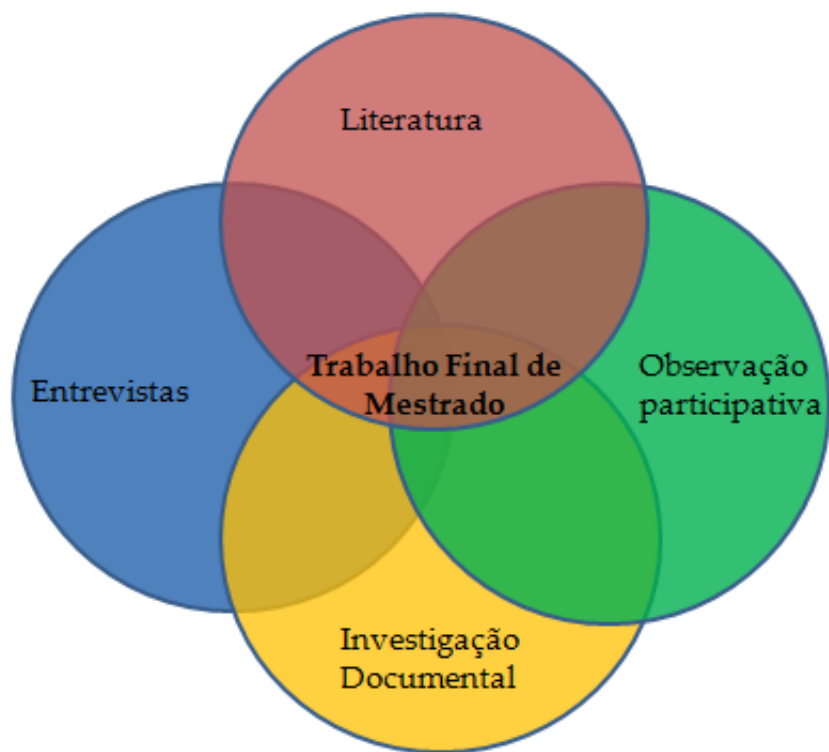 Literatura
Entrevistas
Trabalho Final de
Mestrado
Observação
participativa
Investigação
Documental